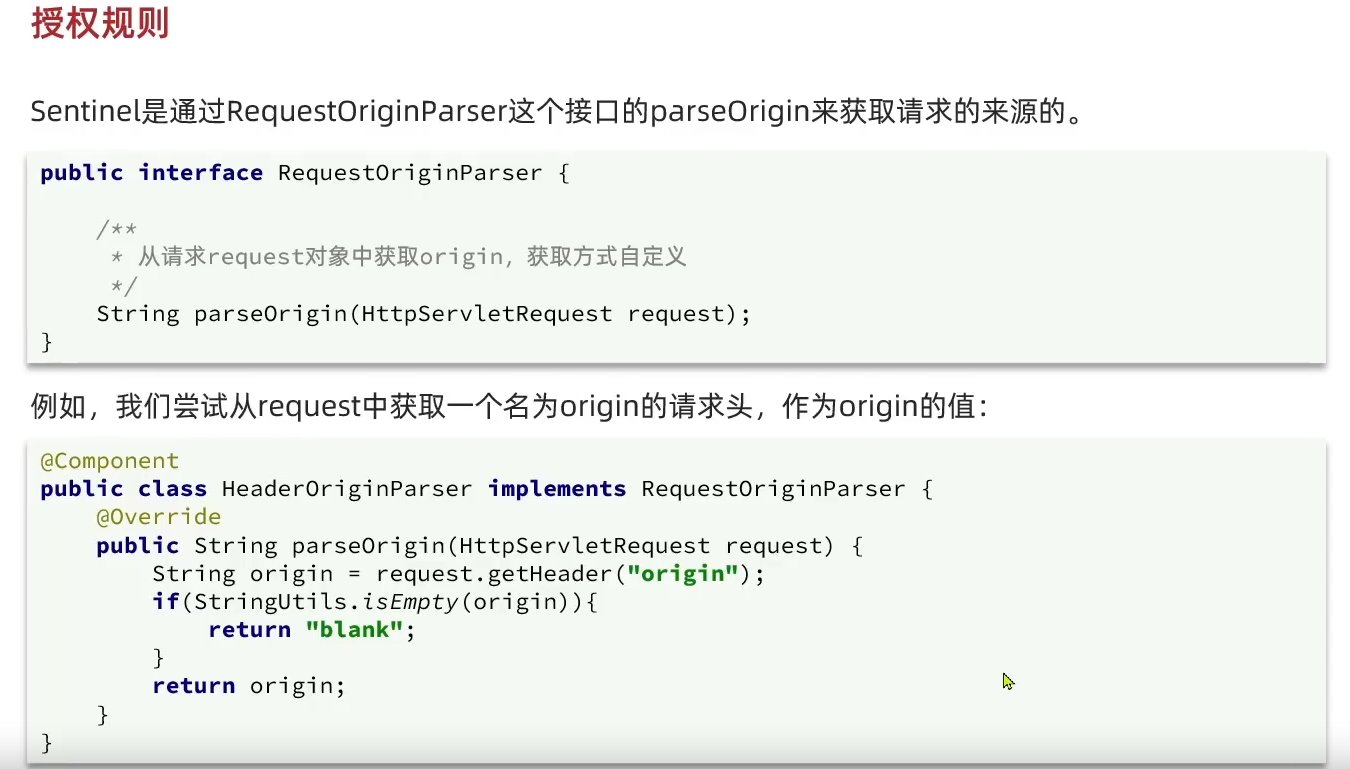 授权规则
Sentinel是通过RequestOriginParser这个接口的parseOrigin来获取请求的来源的。
public interface RequestOriginParser {
/**
* 从请求request对象中获取origin，获取方式自定义
*/
String parseOrigin(HttpServletRequest request);
}
例如，我们尝试从request中获取一个名为origin的请求头，作为origin的值：
@Component
public class HeaderOriginParser implements RequestOriginParser {
@Override
public String parseOrigin(HttpServletRequest request) {
String origin = request.getHeader("origin");
if(StringUtils.isEmpty(origin)){
return "blank";
}
return origin;
}
}